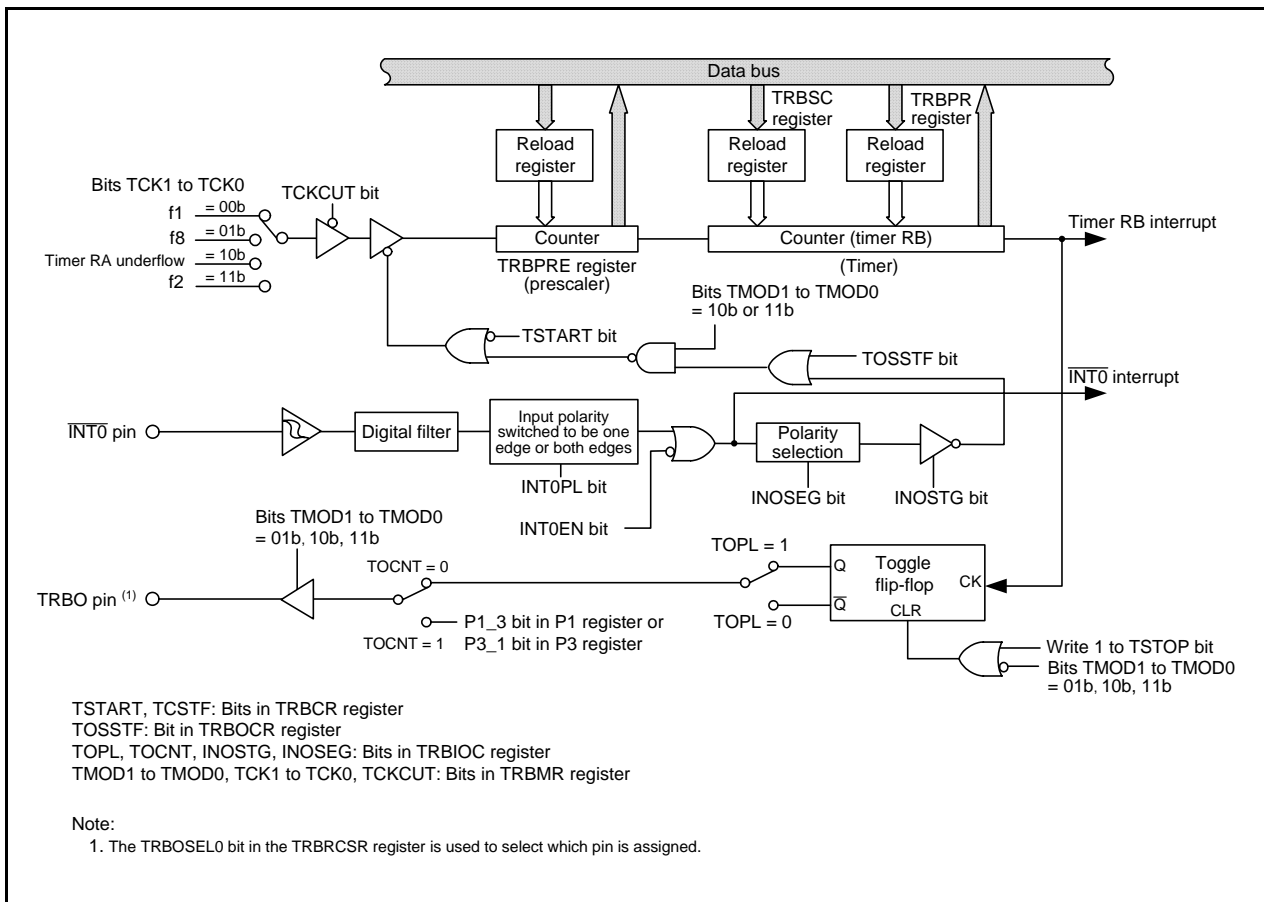 Data bus
TRBSC
register
TRBPR
register
Reload
register
Reload
register
Reload
register
Bits TCK1 to TCK0
TCKCUT bit
f1 = 00b
f8 = 01b
Timer RA underflow = 10b
f2 = 11b
Counter
Counter (timer RB)
Timer RB interrupt
TRBPRE register
(prescaler)
(Timer)
Bits TMOD1 to TMOD0
= 10b or 11b
TSTART bit
TOSSTF bit
INT0 interrupt
INT0 pin
Digital filter
Input polarity
switched to be one
edge or both edges
Polarity
selection
INT0PL bit
INOSEG bit
INOSTG bit
INT0EN bit
Bits TMOD1 to TMOD0
= 01b, 10b, 11b
TOCNT = 0
TOPL = 1
Q
Toggle
flip-flop
CK
TRBO pin (1)
Q
CLR
P1_3 bit in P1 register or
TOCNT = 1
P3_1 bit in P3 register
TOPL = 0
Write 1 to TSTOP bit
Bits TMOD1 to TMOD0
= 01b, 10b, 11b
TSTART, TCSTF: Bits in TRBCR register
TOSSTF: Bit in TRBOCR register
TOPL, TOCNT, INOSTG, INOSEG: Bits in TRBIOC register
TMOD1 to TMOD0, TCK1 to TCK0, TCKCUT: Bits in TRBMR register
Note:
1. The TRBOSEL0 bit in the TRBRCSR register is used to select which pin is assigned.